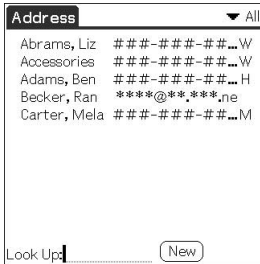 Address ▼ All
Abrams, Liz ###-###-##...W
Accessories ###-###-##...W
Adams, Ben ###-###-##...H
Becker, Ran ****@**.***.ne
Carter, Mela ###-###-##...M
Look Up: New